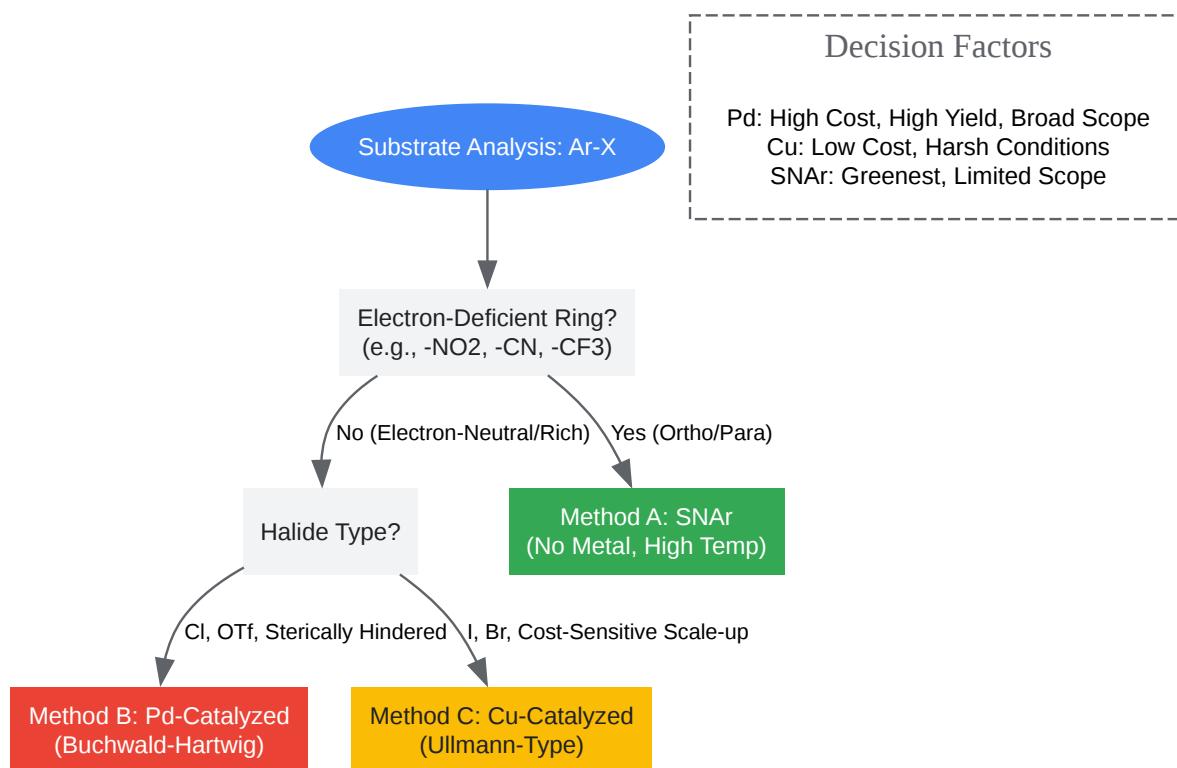 Decision Factors
Pd: High Cost, High Yield, Broad Scope
Cu: Low Cost, Harsh Conditions
SNAr: Greenest, Limited Scope
Substrate Analysis: Ar-X
Electron-Deficient Ring?
(e.g., -NO2, -CN, -CF3)
No (Electron-Neutral/Rich)
Yes (Ortho/Para)
Halide Type?
Method A: SNAr
(No Metal, High Temp)
Cl, OTf, Sterically Hindered
I, Br, Cost-Sensitive Scale-up
Method B: Pd-Catalyzed
(Buchwald-Hartwig)
Method C: Cu-Catalyzed
(Ullmann-Type)